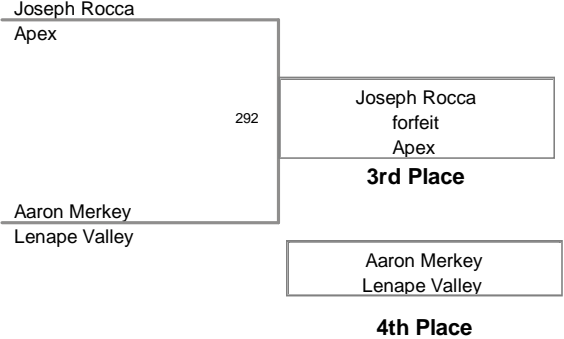 Joseph Rocca
Apex
292
Joseph Rocca
forfeit
Apex
3rd Place
Aaron Merkey
Lenape Valley
Aaron Merkey
Lenape Valley
4th Place